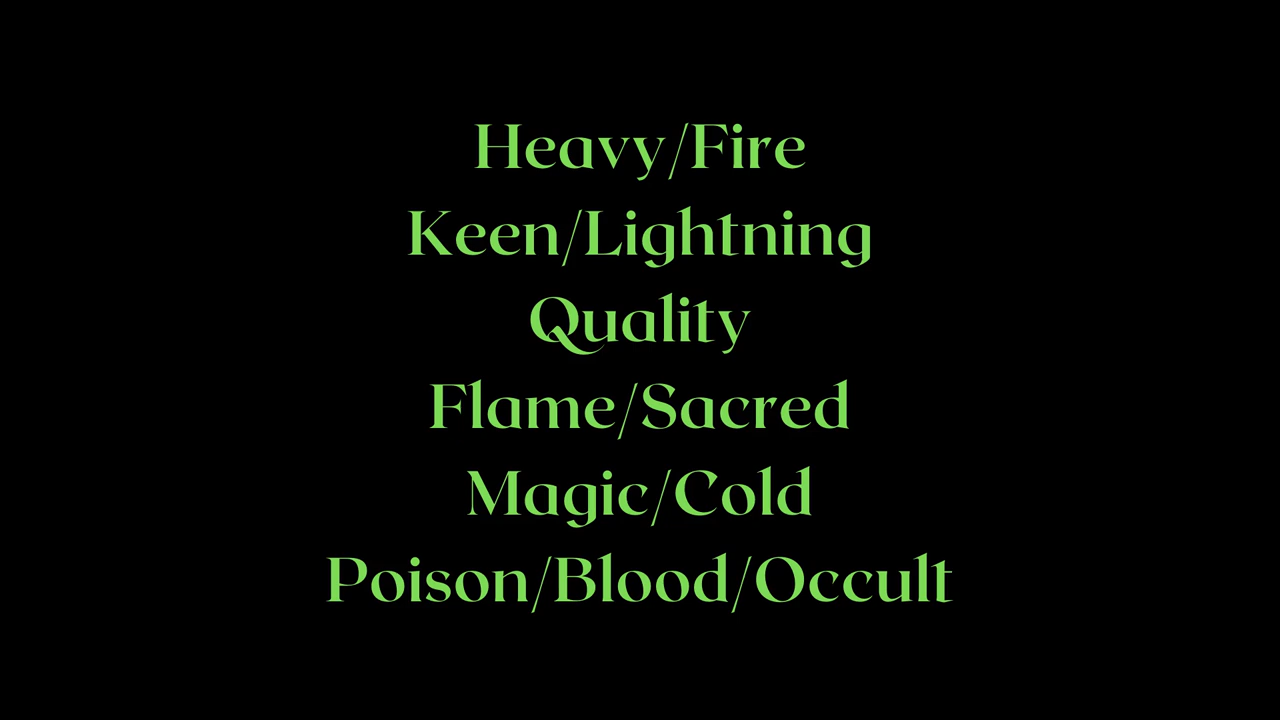 Heavy/Fire
Keen/Lightning
Quality
Flame/Sacred
Magic/Cold
Poison/Blood/Occult